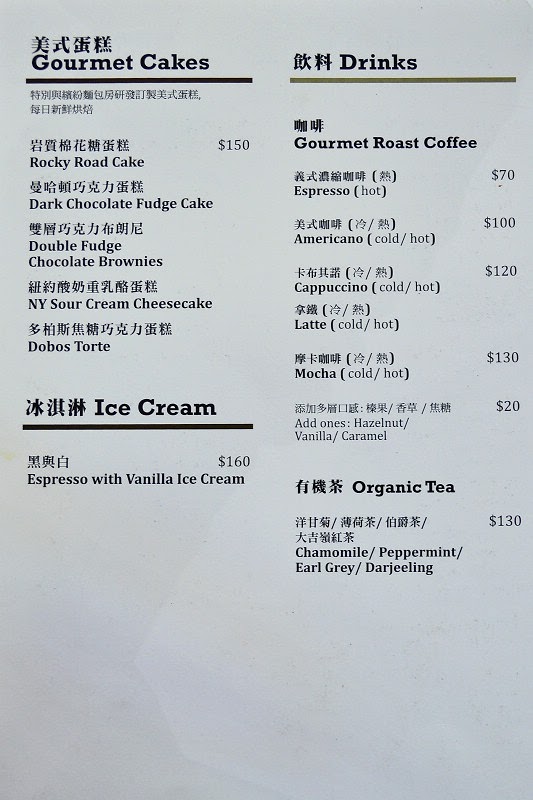 美式蛋糕
Gourmet Cakes
特別與繽紛麵包房研發訂製美式蛋糕,
每日新鮮烘焙
岩質棉花糖蛋糕 $150
Rocky Road Cake
曼哈頓巧克力蛋糕
Dark Chocolate Fudge Cake
雙層巧克力布朗尼
Double Fudge
Chocolate Brownies
紐約酸奶重乳酪蛋糕
NY Sour Cream Cheesecake
多柏斯焦糖巧克力蛋糕
Dobos Torte
冰淇淋 Ice Cream
黑與白 $160
Espresso with Vanilla Ice Cream
飲料 Drinks
咖啡
Gourmet Roast Coffee
義式濃縮咖啡 (熱) $70
Espresso ( hot)
美式咖啡 (冷/ 熱) $100
Americano ( cold/ hot)
卡布其諾 (冷/ 熱) $120
Cappuccino ( cold/ hot)
拿鐵 (冷/ 熱)
Latte ( cold/ hot)
摩卡咖啡 (冷/ 熱) $130
Mocha ( cold/ hot)
添加多層口感: 榛果/ 香草 / 焦糖 $20
Add ones: Hazelnut/
Vanilla/ Caramel
有機茶 Organic Tea
洋甘菊/ 薄荷茶/ 伯爵茶/ $130
大吉嶺紅茶
Chamomile/ Peppermint/
Earl Grey/ Darjeeling